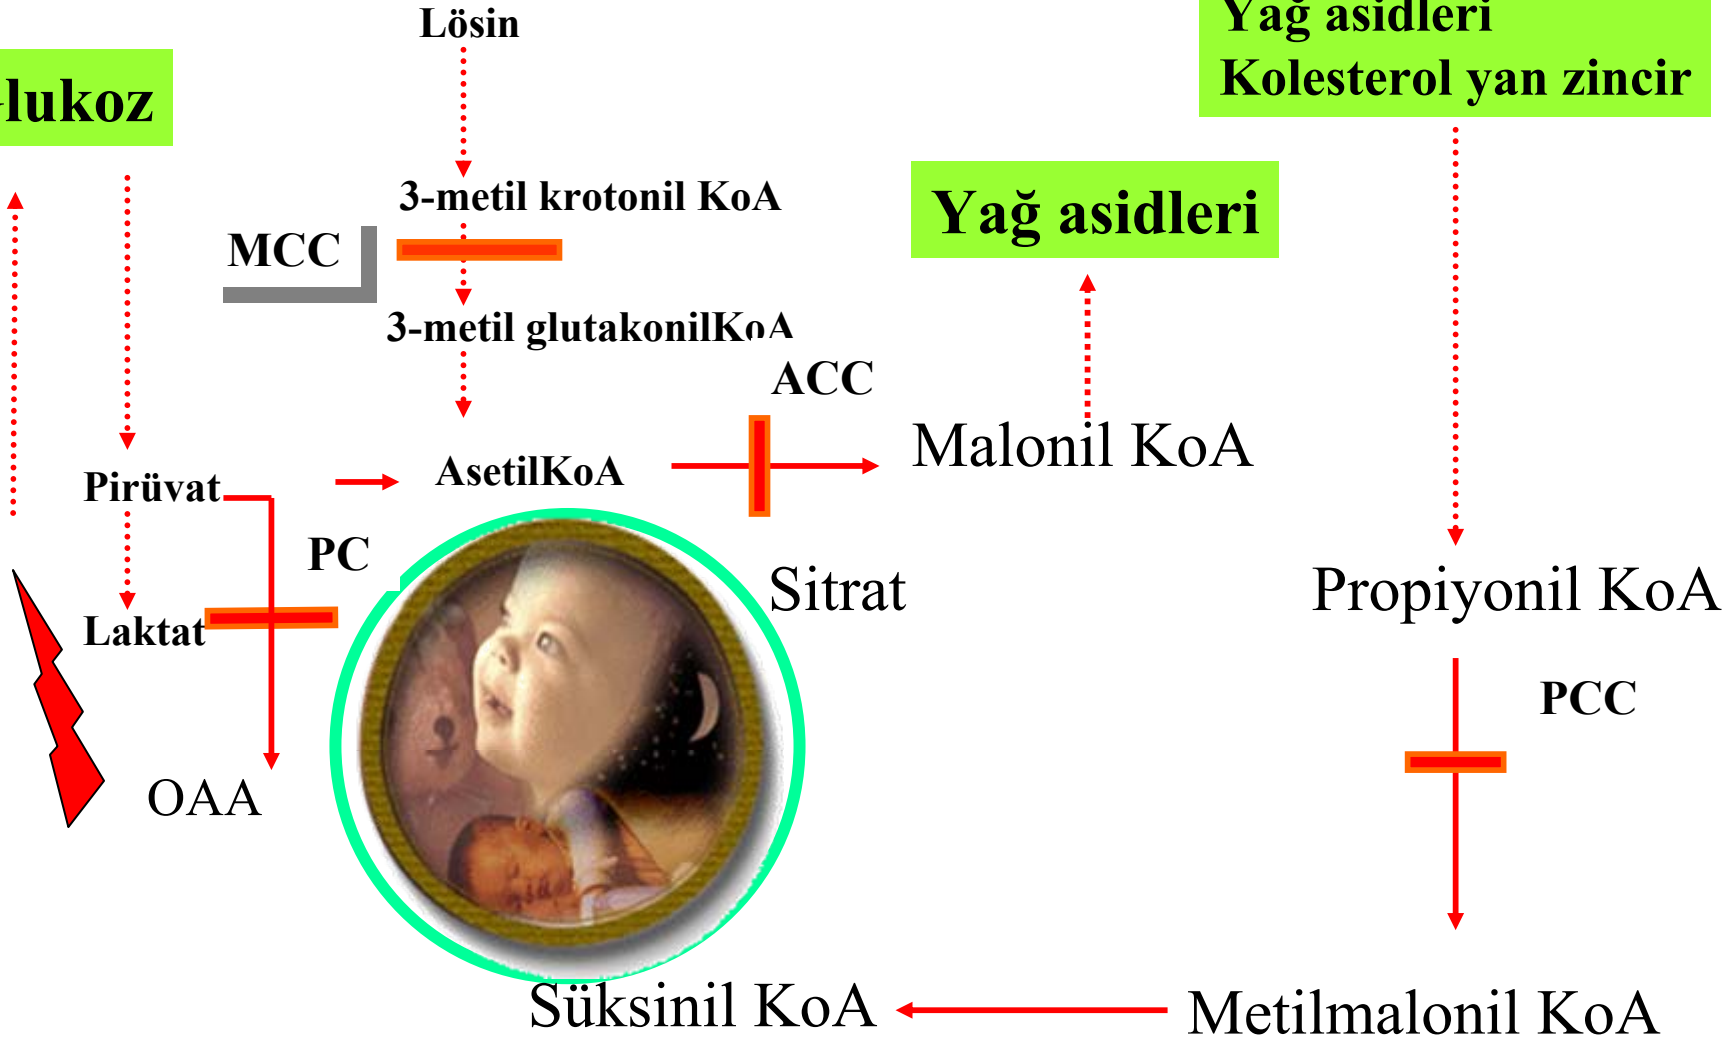 Lösin
Yağ asidleri
Kolesterol yan zincir
lukoz
3-metil krotonil KoA
MCC
Yağ asidleri
3-metil glutakonilKoA
ACC
Malonil KoA
AsetilKoA
Pirüvat
PC
Sitrat
Propiyonil KoA
Laktat
PCC
OAA
Süksinil KoA
Metilmalonil KoA